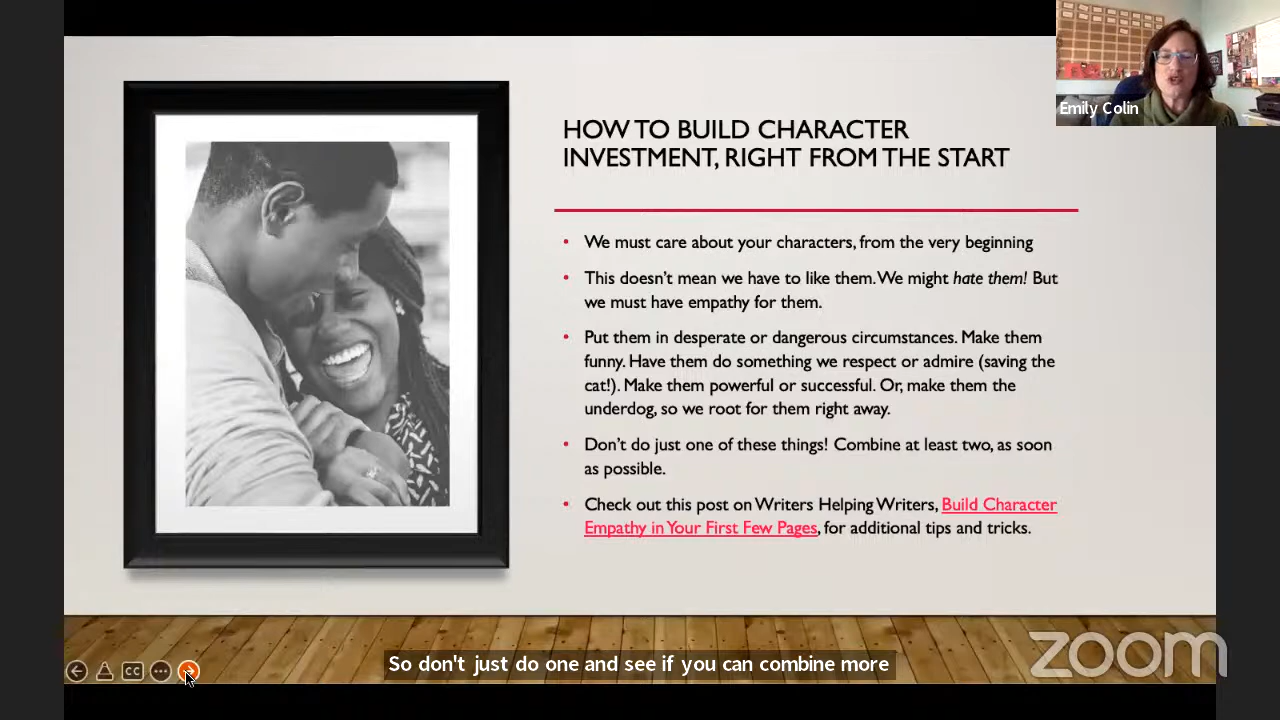 Emily Colin
HOW TO BUILD CHARACTER
INVESTMENT, RIGHT FROM THE START
• We must care about your characters, from the very beginning
• This doesn't mean we have to like them. We might hate them! But
we must have empathy for them.
• Put them in desperate or dangerous circumstances. Make them
funny. Have them do something we respect or admire (saving the
cat!). Make them powerful or successful. Or, make them the
underdog, so we root for them right away.
• Don't do just one of these things! Combine at least two, as soon
as possible.
• Check out this post on Writers Helping Writers, Build Character
Empathy in Your First Few Pages, for additional tips and tricks.
CC
So don't just do one and see if you can combine more
zoom